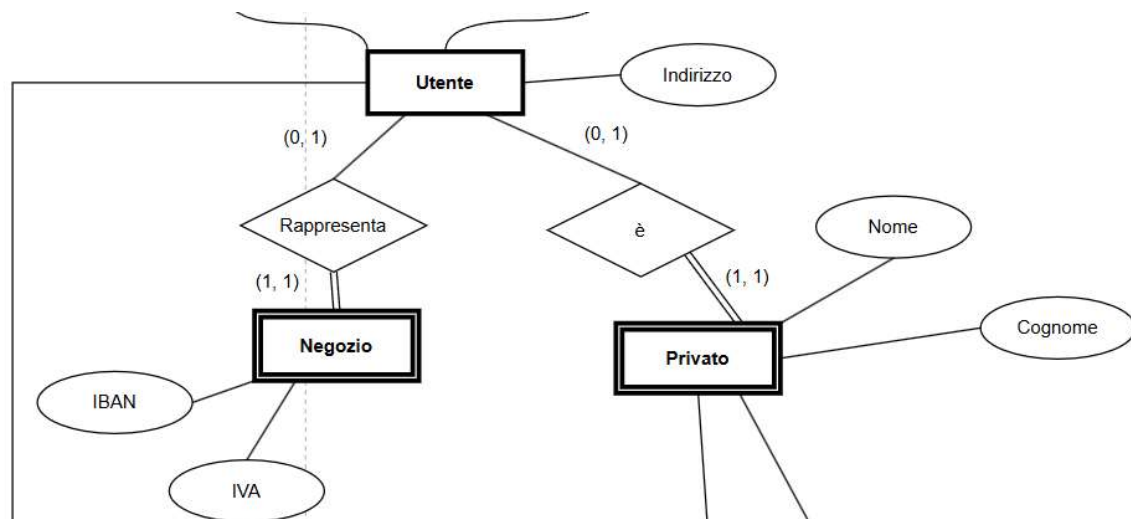 Utente
Indirizzo
(0, 1)
(0, 1)
Rappresenta
è
Nome
(1, 1)
(1, 1)
Cognome
Negozio
Privato
IBAN
IVA